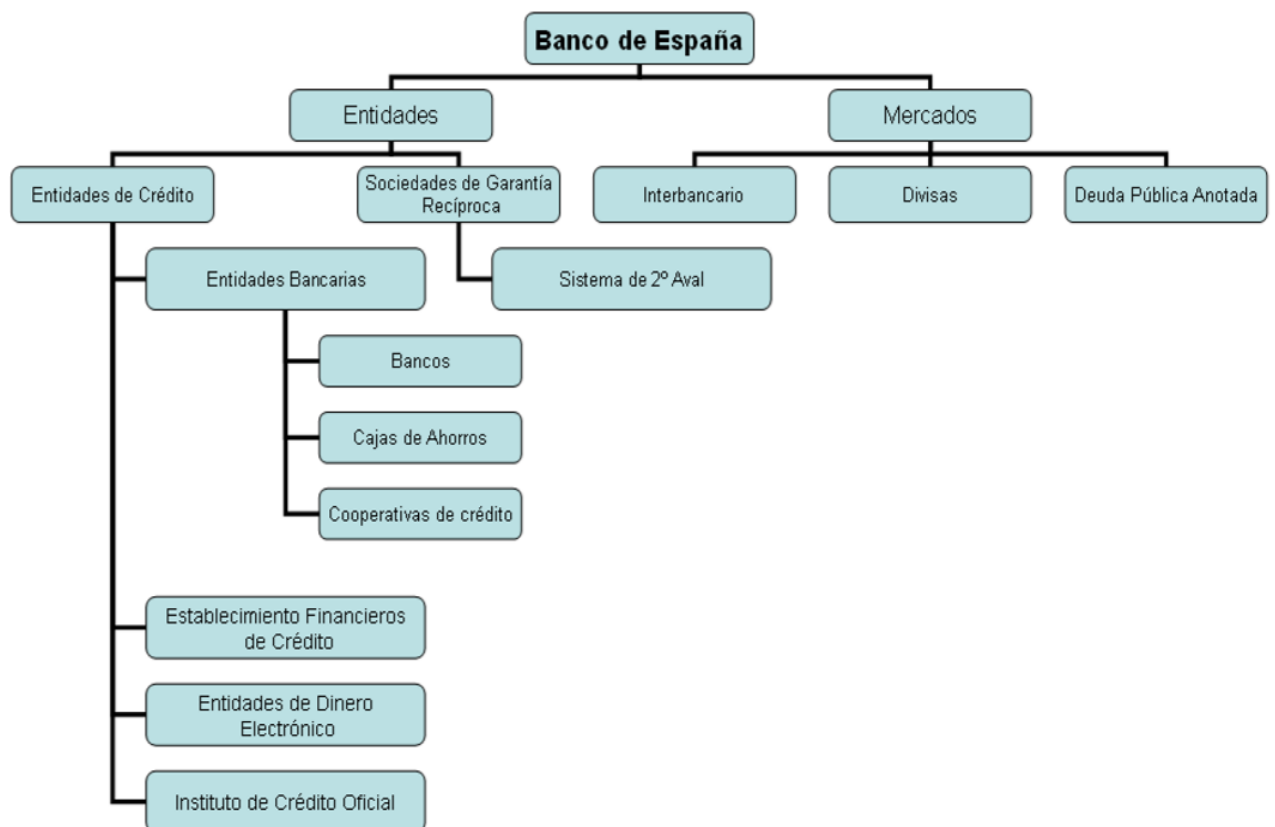 Banco de España
Entidades
Mercados
Entidades de Crédito
Sociedades de Garantía
Recíproca
Interbancario
Divisas
Deuda Pública Anotada
Entidades Bancarias
Sistema de 2º Aval
Bancos
Cajas de Ahorros
Cooperativas de crédito
Establecimiento Financieros
de Crédito
Entidades de Dinero
Electrónico
Instituto de Crédito Oficial